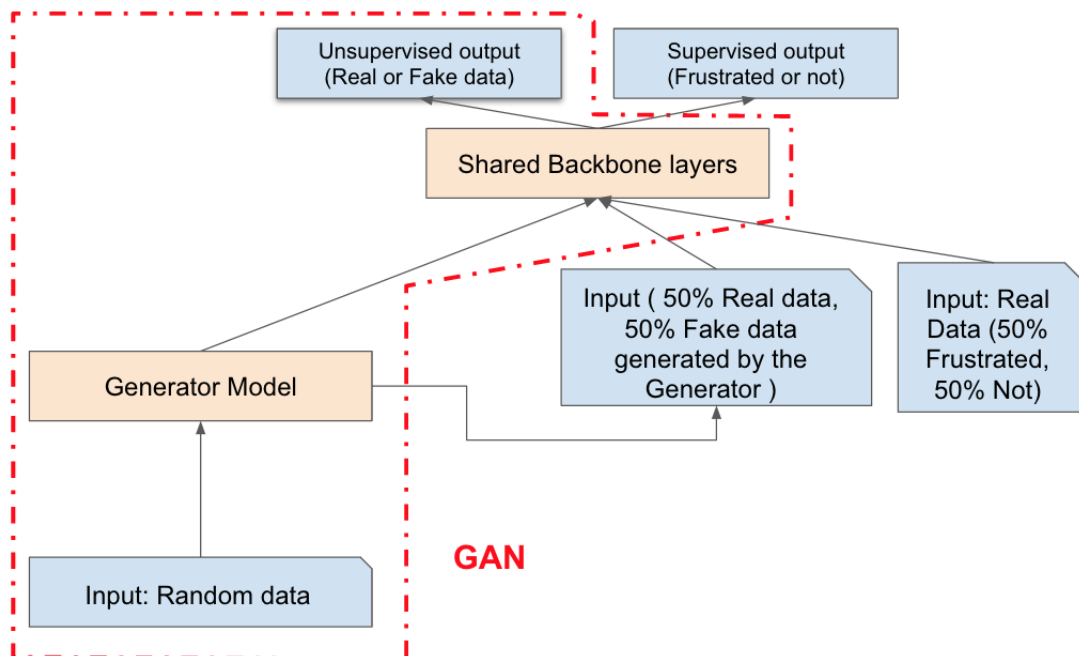 Unsupervised output
(Real or Fake data)
Supervised output
(Frustrated or not)
Shared Backbone layers
Input ( 50% Real data,
50% Fake data
generated by the
Generator )
Input: Real
Data (50%
Frustrated,
50% Not)
Generator Model
GAN
Input: Random data